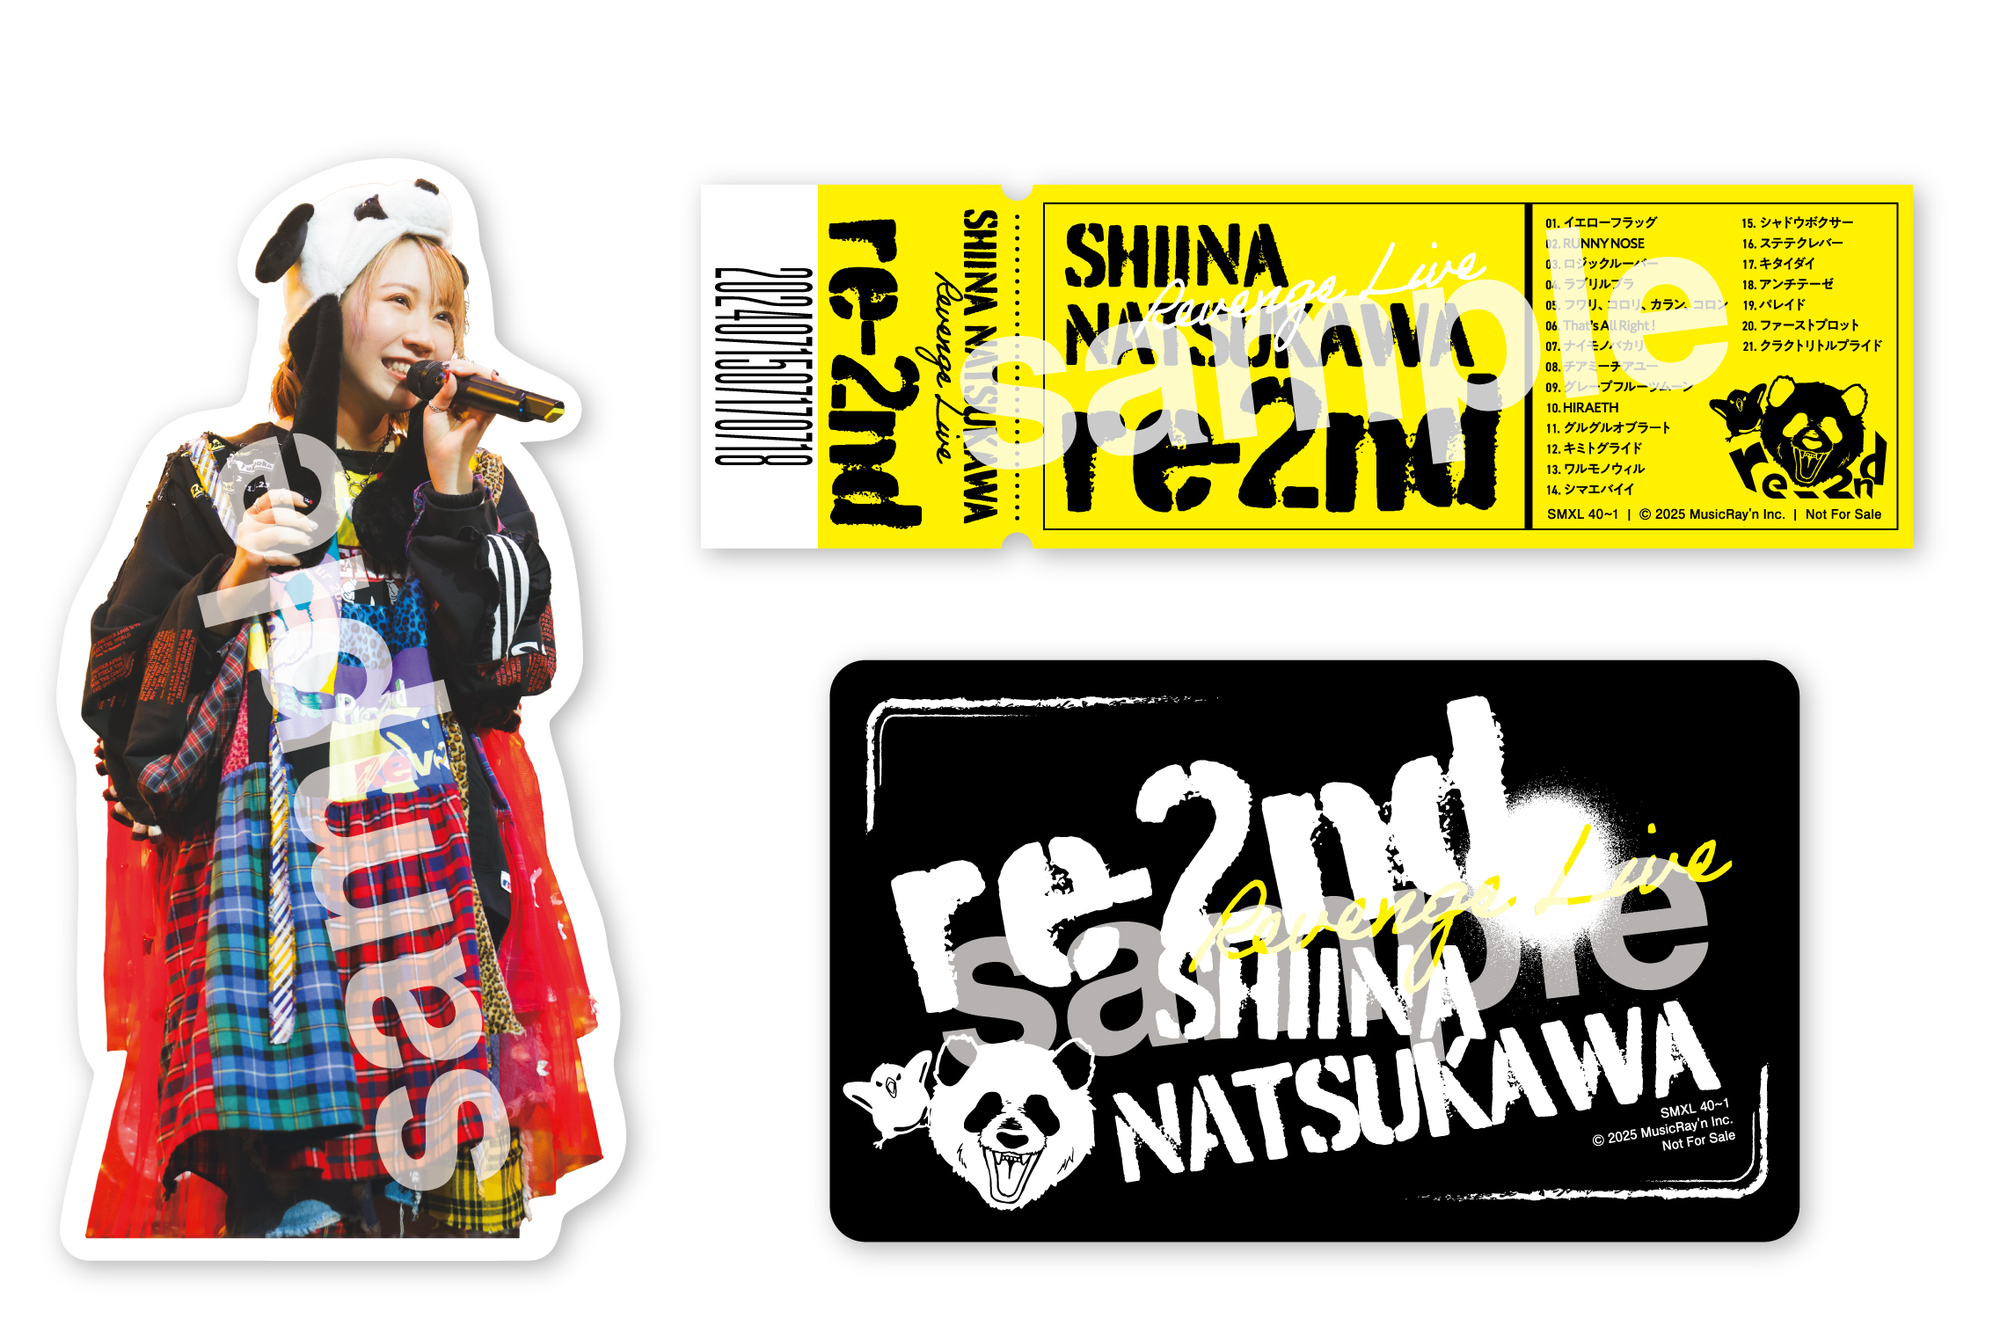 sample
20240715071707182024071507170718
re-2nd
SHIINA NATSUKAWA
Revenge Live
SHIINA
NATSUKAWA
Revenge Live
re-2nd
sample
01. イエローフラッグ
02. RUNNY NOSE
03. ロジックルーパー
04. ラブリルブラ
05. フワリ、コロリ、カラン、コロン
06. That's All Right !
07. ナイモノバカリ
08. チアミーチアユー
09. グレープフルーツムーン
10. HIRAETH
11. グルグルオブラート
12. キミトグライド
13. ワルモノウィル
14. シマエバイイ
15. シャドウボクサー
16. ステテクレバー
17. キタイダイ
18. アンチテーゼ
19. パレイド
20. ファーストプロット
21. クラクトリトルプライド
re-2nd
SMXL 40~1 | © 2025 MusicRay'n Inc. | Not For Sale
re-2nd
Revenge Live
sample
SHIINA
NATSUKAWA
SMXL 40~1
© 2025 MusicRay'n Inc.
Not For Sale